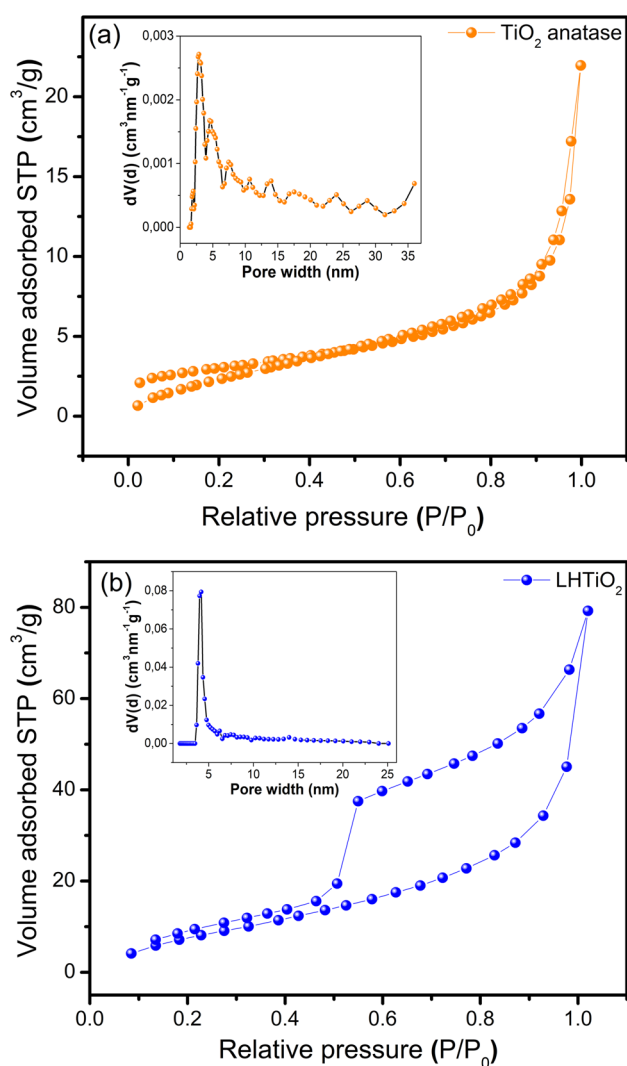 (a)
TiO₂ anatase
0,003
0,002
0,001
0,000
dV(d) (cm³nm⁻¹g⁻¹)
0 5 10 15 20 25 30 35
Pore width (nm)
20
15
10
5
0
Volume adsorbed STP (cm³/g)
0.0 0.2 0.4 0.6 0.8 1.0
Relative pressure (P/P₀)
(b)
LHTiO₂
0,08
0,04
0,00
dV(d) (cm³nm⁻¹g⁻¹)
5 10 15 20 25
Pore width (nm)
80
60
40
20
0
Volume adsorbed STP (cm³/g)
0.0 0.2 0.4 0.6 0.8 1.0
Relative pressure (P/P₀)